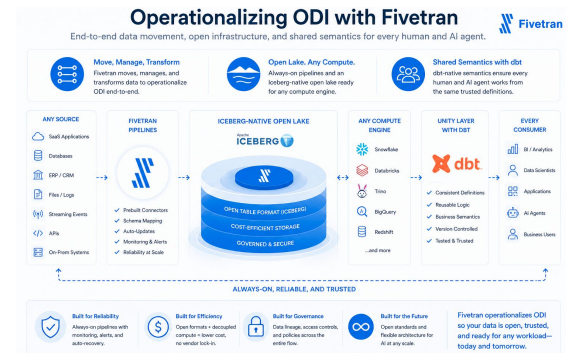 Operationalizing ODI with Fivetran
Fivetran
End-to-end data movement, open infrastructure, and shared semantics for every human and AI agent.
Move, Manage, Transform
Fivetran moves, manages, and
transforms data to operationalize
ODI end-to-end.
Open Lake. Any Compute.
Always-on pipelines and an
Iceberg-native open lake ready
for any compute engine.
Shared Semantics with dbt
dbt-native semantics ensure every
human and AI agent works from
the same trusted definitions.
ANY SOURCE
SaaS Applications
Databases
ERP / CRM
Files / Logs
Streaming Events
APIs
On-Prem Systems
FIVETRAN
PIPELINES
Prebuilt Connectors
Schema Mapping
Auto-Updates
Monitoring & Alerts
Reliability at Scale
ICEBERG-NATIVE OPEN LAKE
Apache
ICEBERG
OPEN TABLE FORMAT (ICEBERG)
COST-EFFICIENT STORAGE
GOVERNED & SECURE
ANY COMPUTE
ENGINE
Snowflake
Databricks
Trino
BigQuery
Redshift
...and more
UNITY LAYER
WITH DBT
dbt
Consistent Definitions
Reusable Logic
Business Semantics
Version Controlled
Tested & Trusted
EVERY
CONSUMER
BI / Analytics
Data Scientists
Applications
AI Agents
Business Users
ALWAYS-ON, RELIABLE, AND TRUSTED
Built for Reliability
Always-on pipelines with
monitoring, alerts, and
auto-recovery.
Built for Efficiency
Open formats + decoupled
compute = lower cost,
no vendor lock-in.
Built for Governance
Data lineage, access controls,
and policies across the
entire flow.
Built for the Future
Open standards and
flexible architecture for
AI at any scale.
Fivetran operationalizes ODI
so your data is open, trusted,
and ready for any workload—
today and tomorrow.